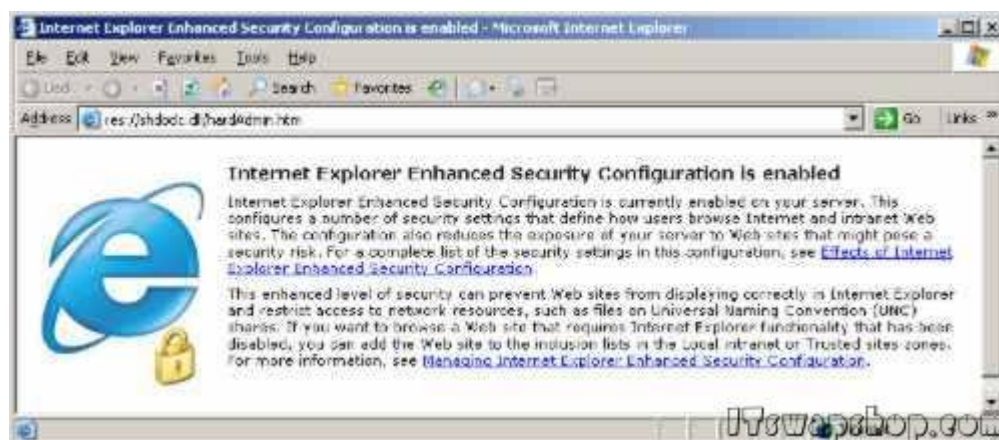 Internet Explorer Enhanced Security Configuration is enabled - Microsoft Internet Explorer
File Edit View Favorites Tools Help
Search Favorites
Address res://shdoclc.dll/hardAdmin.htm Go Links »
Internet Explorer Enhanced Security Configuration is enabled
Internet Explorer Enhanced Security Configuration is currently enabled on your server. This
configures a number of security settings that define how users browse Internet and intranet Web
sites. The configuration also reduces the exposure of your server to Web sites that might pose a
security risk. For a complete list of the security settings in this configuration, see Effects of Internet
Explorer Enhanced Security Configuration.
This enhanced level of security can prevent Web sites from displaying correctly in Internet Explorer
and restrict access to network resources, such as files on Universal Naming Convention (UNC)
shares. If you want to browse a Web site that requires Internet Explorer functionality that has been
disabled, you can add the Web site to the inclusion lists in the Local intranet or Trusted sites zones.
For more information, see Managing Internet Explorer Enhanced Security Configuration.
ITswapshop.com